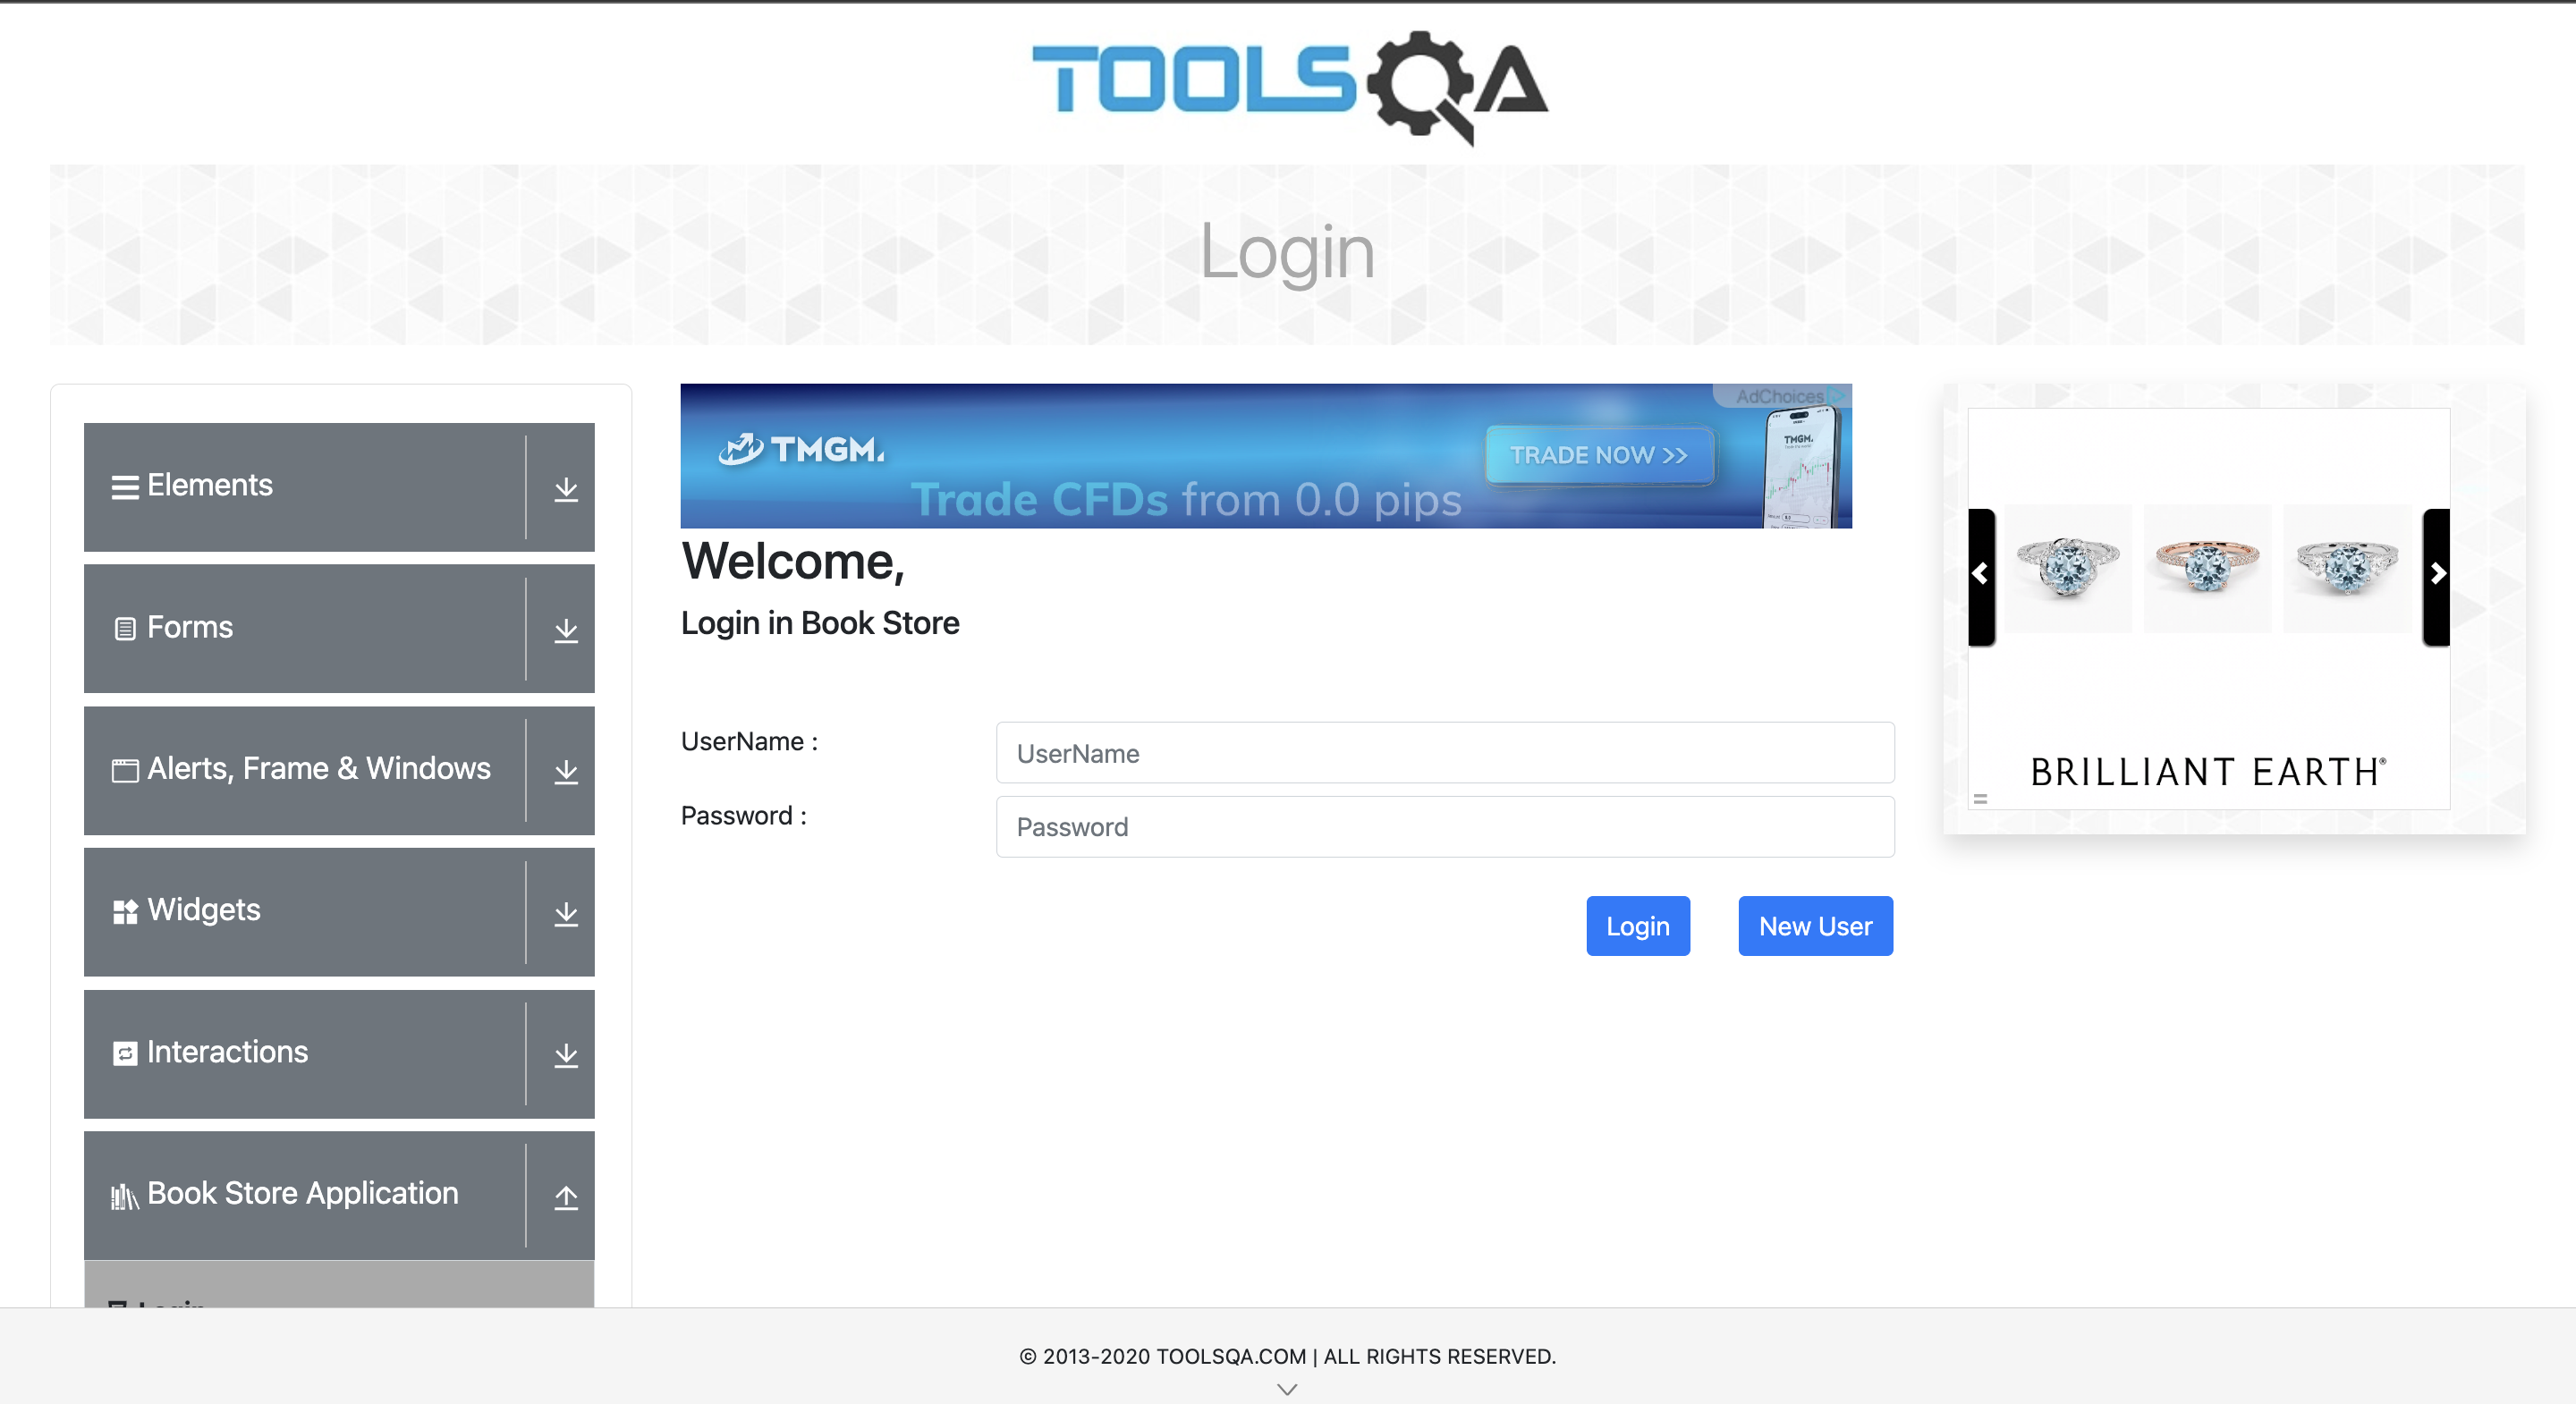 TOOLSQA
Login
Elements
Forms
Alerts, Frame & Windows
Widgets
Interactions
Book Store Application
Login
AdChoices
TMGM.
TRADE NOW >>
Trade CFDs from 0.0 pips
TMGM.
Welcome,
Login in Book Store
UserName :
UserName
Password :
Password
Login
New User
BRILLIANT EARTH®
© 2013-2020 TOOLSQA.COM | ALL RIGHTS RESERVED.